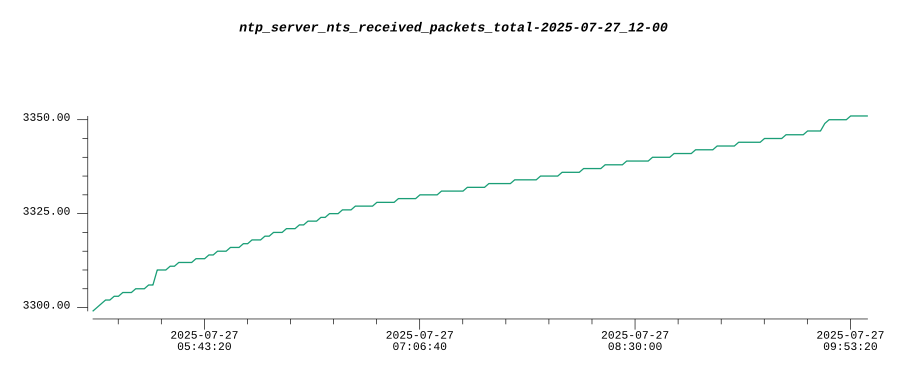 ntp_server_nts_received_packets_total-2025-07-27_12-00
3350.00
3325.00
3300.00
2025-07-27 2025-07-27 2025-07-27 2025-07-27
05:43:20 07:06:40 08:30:00 09:53:20